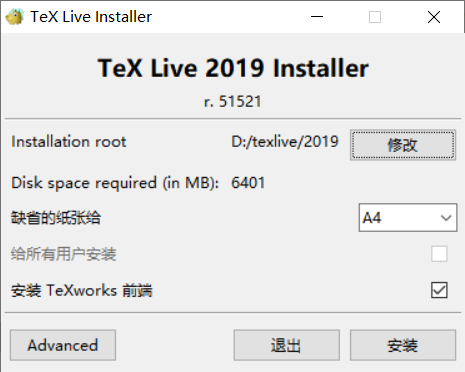 TeX Live Installer
TeX Live 2019 Installer
r. 51521
Installation root D:/texlive/2019 修改
Disk space required (in MB): 6401
缺省的纸张给 A4
给所有用户安装
安装 TeXworks 前端
Advanced 退出 安装